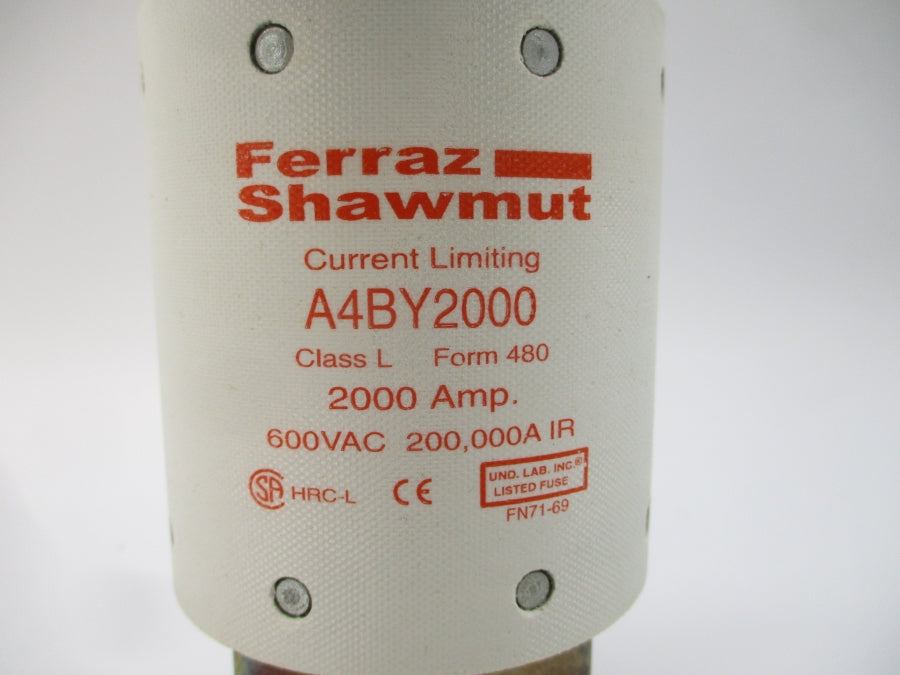 Ferraz
Shawmut
Current Limiting
A4BY2000
Class L Form 480
2000 Amp.
600VAC 200,000A IR
SA HRC-L CE
UND. LAB. INC.®
LISTED FUSE
FN71-69